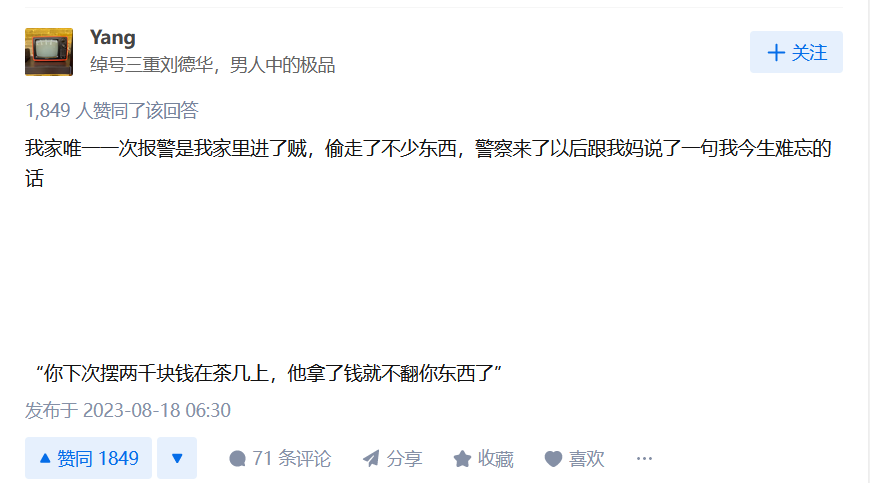 Yang
绰号三重刘德华，男人中的极品
关注
1,849 人赞同了该回答
我家唯一一次报警是我家里进了贼，偷走了不少东西，警察来了以后跟我妈说了一句我今生难忘的
话
“你下次摆两千块钱在茶几上，他拿了钱就不翻你东西了”
发布于 2023-08-18 06:30
赞同 1849
71 条评论
分享
收藏
喜欢